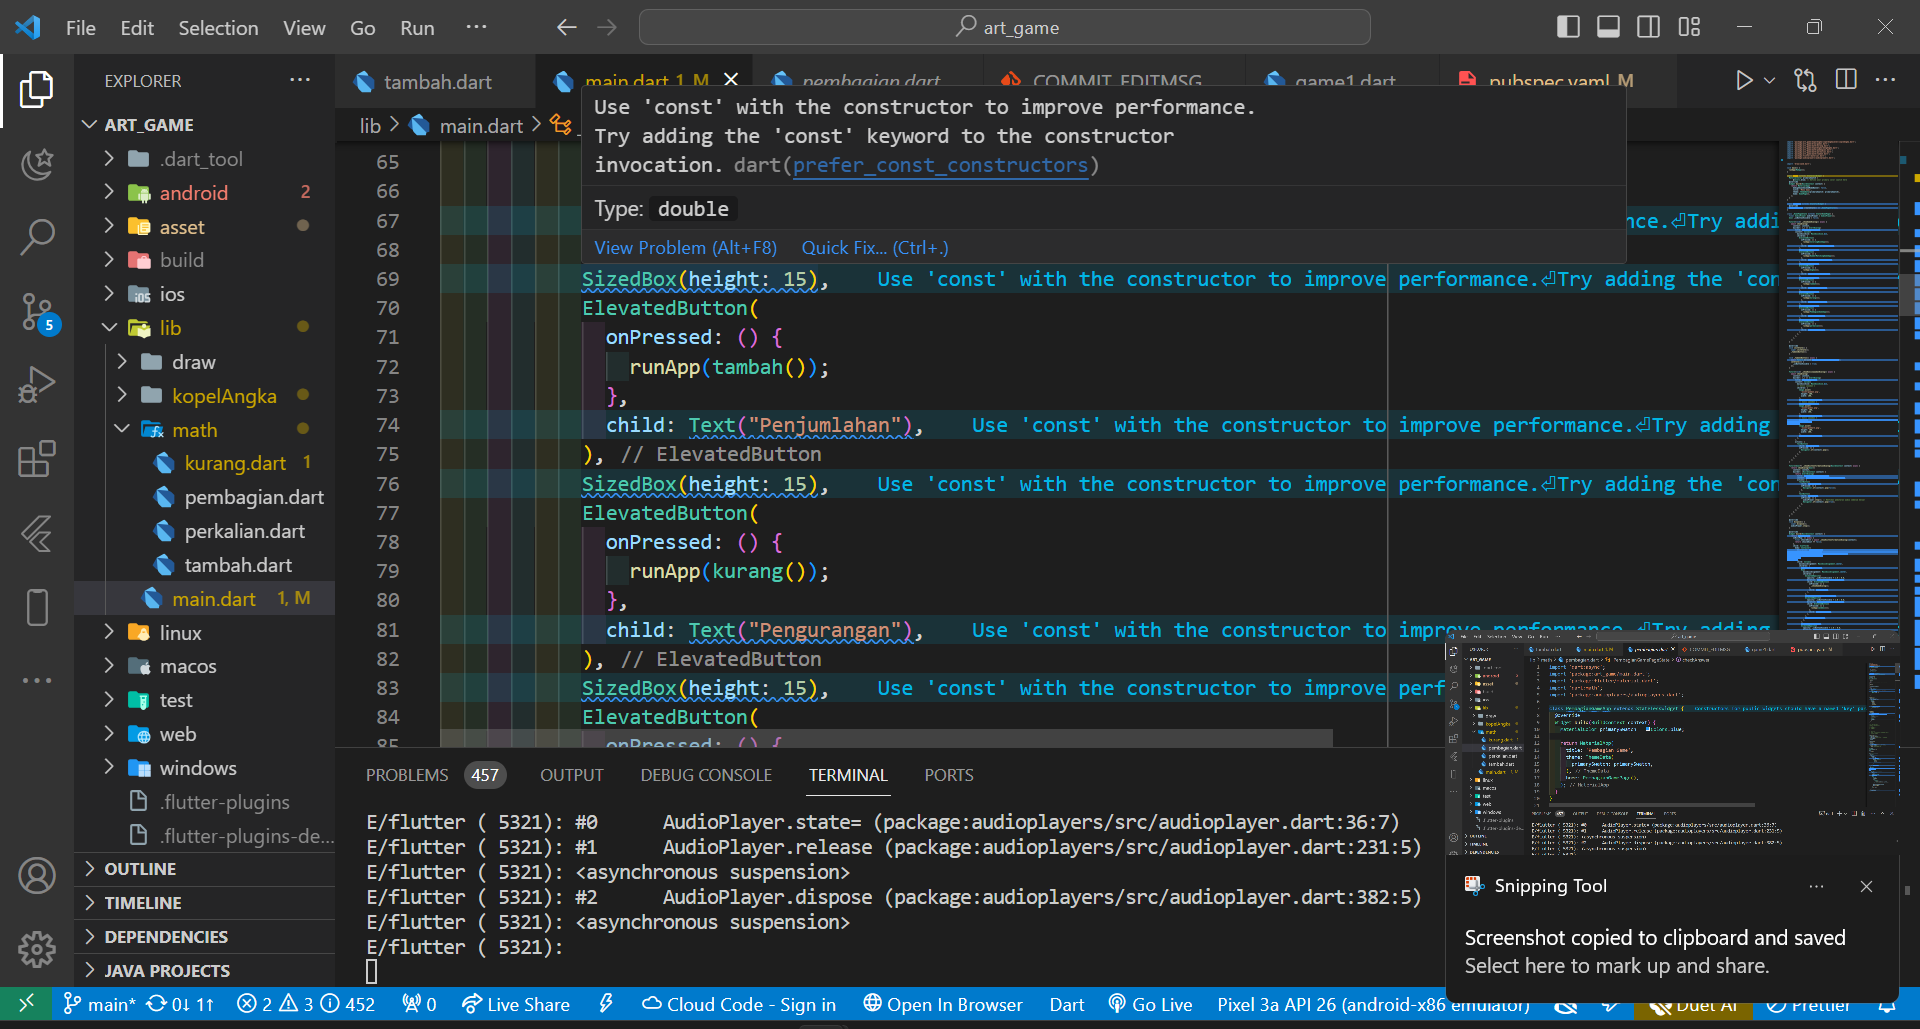 File Edit Selection View Go Run ···
art_game
EXPLORER
ART_GAME
.dart_tool
android 2
asset
build
ios
lib
draw
kopelAngka
math
kurang.dart 1
pembagian.dart
perkalian.dart
tambah.dart
main.dart 1, M
linux
macos
test
web
windows
.flutter-plugins
.flutter-plugins-de...
OUTLINE
TIMELINE
DEPENDENCIES
JAVA PROJECTS
5
tambah.dart
main.dart 1, M
pembagian.dart
COMMIT_EDITMSG
game1.dart
pubspec.yaml M
lib > main.dart >
Use 'const' with the constructor to improve performance.
Try adding the 'const' keyword to the constructor
invocation. dart(prefer_const_constructors)
Type: double
View Problem (Alt+F8) Quick Fix... (Ctrl+.)
65
66
67 nce.⏎Try addi
68
69 SizedBox(height: 15), Use 'const' with the constructor to improve performance.⏎Try adding the 'con
70 ElevatedButton(
71 onPressed: () {
72 runApp(tambah());
73 },
74 child: Text("Penjumlahan"), Use 'const' with the constructor to improve performance.⏎Try adding
75 ), // ElevatedButton
76 SizedBox(height: 15), Use 'const' with the constructor to improve performance.⏎Try adding the 'con
77 ElevatedButton(
78 onPressed: () {
79 runApp(kurang());
80 },
81 child: Text("Pengurangan"), Use 'const' with the constructor to improve performance.⏎Try adding
82 ), // ElevatedButton
83 SizedBox(height: 15), Use 'const' with the constructor to improve perf
84 ElevatedButton(
85 onPressed: () {
PROBLEMS 457 OUTPUT DEBUG CONSOLE TERMINAL PORTS
E/flutter ( 5321): #0 AudioPlayer.state= (package:audioplayers/src/audioplayer.dart:36:7)
E/flutter ( 5321): #1 AudioPlayer.release (package:audioplayers/src/audioplayer.dart:231:5)
E/flutter ( 5321): <asynchronous suspension>
E/flutter ( 5321): #2 AudioPlayer.dispose (package:audioplayers/src/audioplayer.dart:382:5)
E/flutter ( 5321): <asynchronous suspension>
E/flutter ( 5321):
Snipping Tool
Screenshot copied to clipboard and saved
Select here to mark up and share.
main* 0↓ 1↑ 2 3 452 0 Live Share Cloud Code - Sign in Open In Browser Dart Go Live Pixel 3a API 26 (android-x86 emulator) Duet AI Prettier